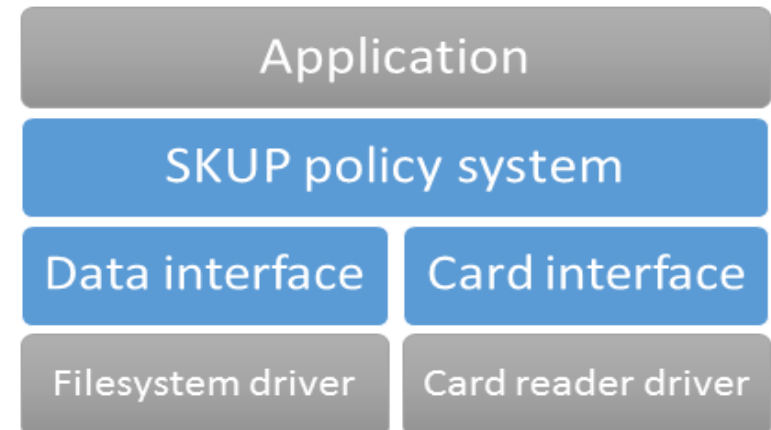 Application
SKUP policy system
Data interface
Card interface
Filesystem driver
Card reader driver